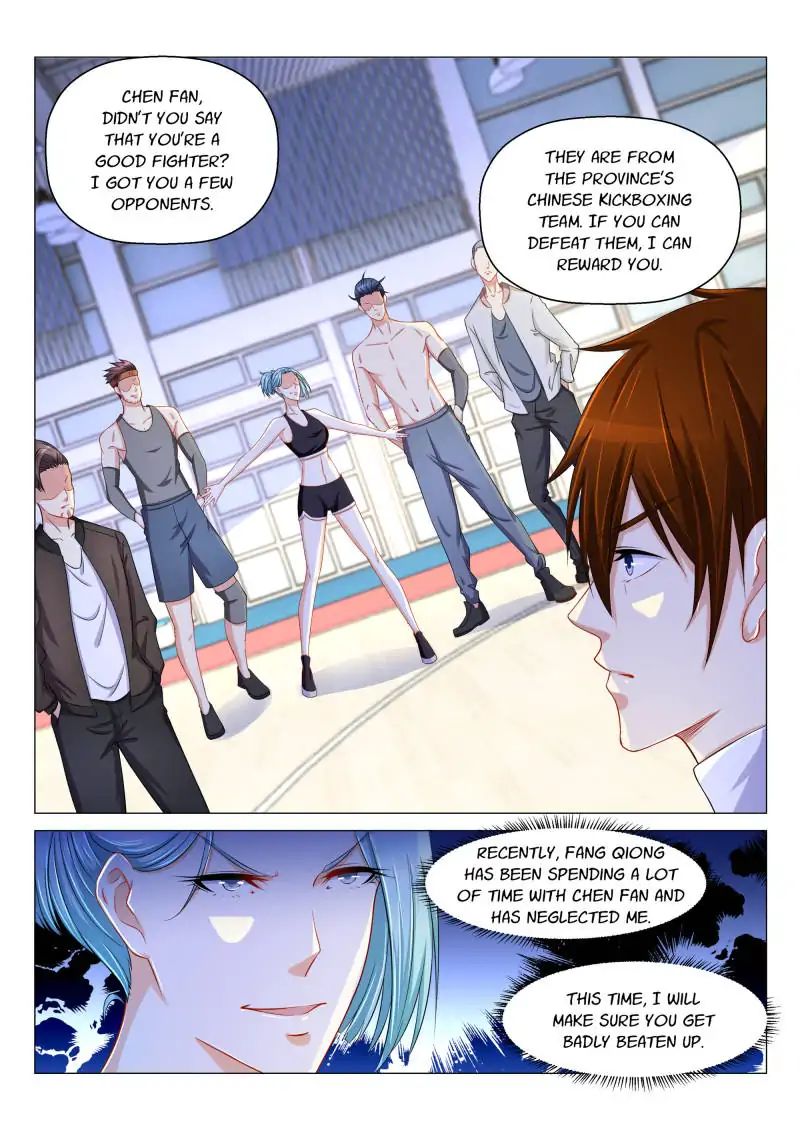 CHEN FAN,
DIDN'T YOU SAY
THAT YOU'RE A
GOOD FIGHTER?
I GOT YOU A FEW
OPPONENTS.
THEY ARE FROM
THE PROVINCE'S
CHINESE KICKBOXING
TEAM. IF YOU CAN
DEFEAT THEM, I CAN
REWARD YOU.
RECENTLY, FANG QIONG
HAS BEEN SPENDING A LOT
OF TIME WITH CHEN FAN AND
HAS NEGLECTED ME.
THIS TIME, I WILL
MAKE SURE YOU GET
BADLY BEATEN UP.